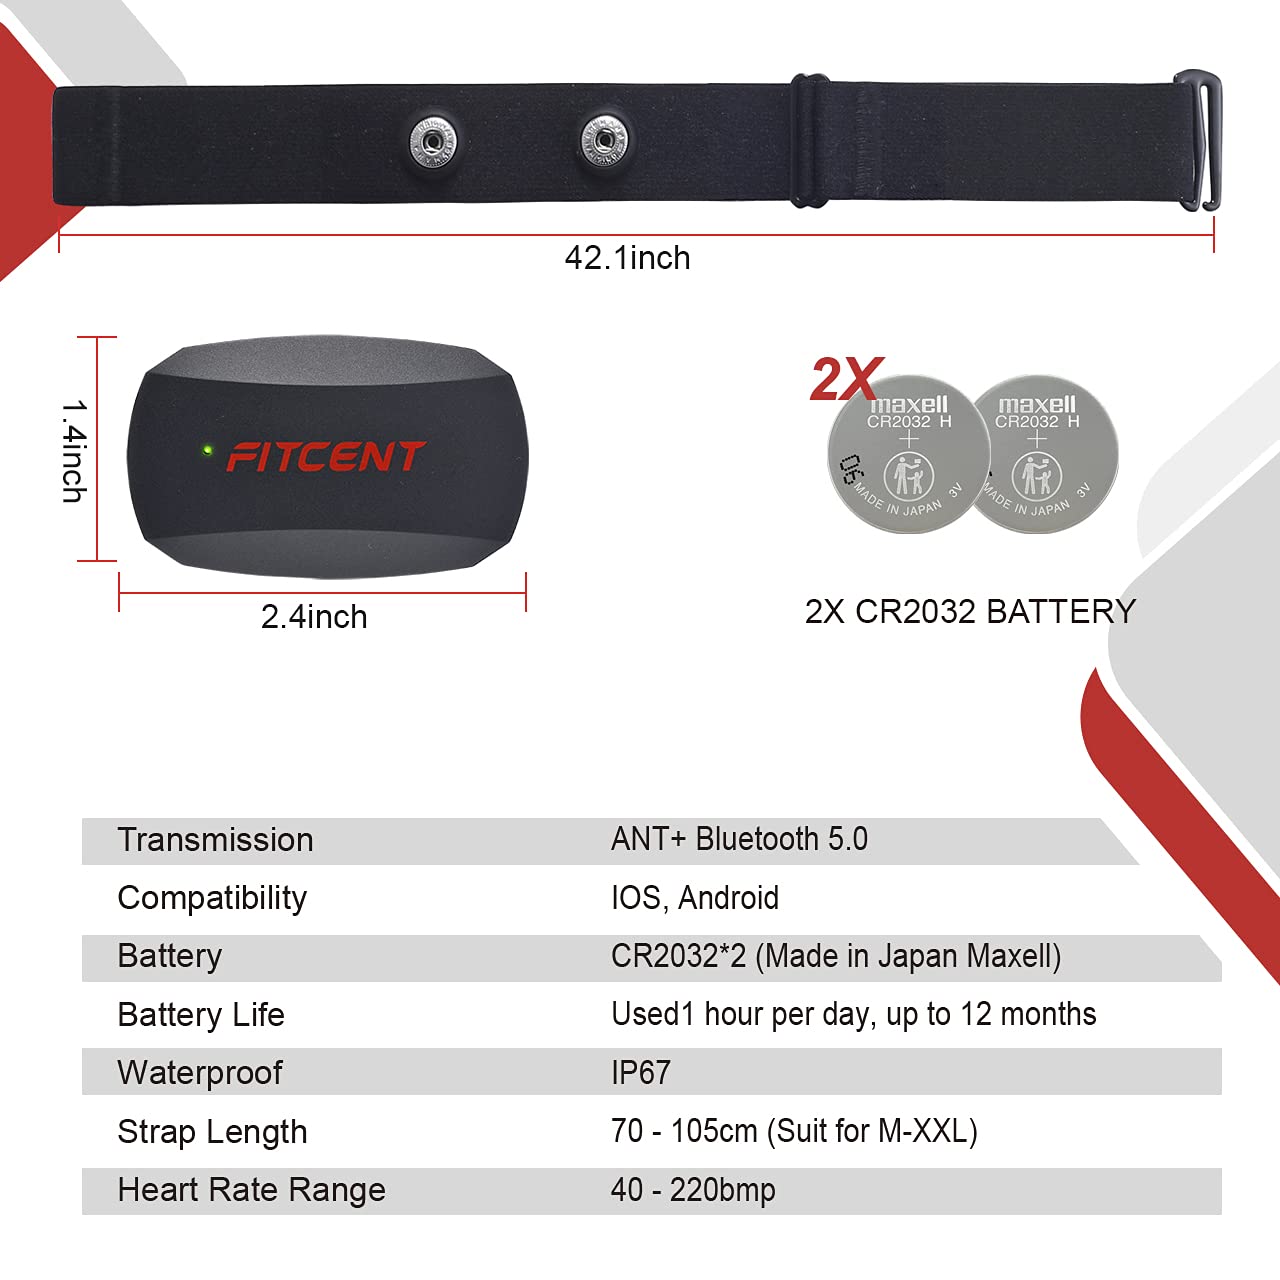 42.1inch
1.4inch
FITCENT
2.4inch
2X
maxell
CR2032 H
+
06
MADE IN JAPAN 3V
maxell
CR2032 H
+
MADE IN JAPAN 3V
2X CR2032 BATTERY
Transmission ANT+ Bluetooth 5.0
Compatibility IOS, Android
Battery CR2032*2 (Made in Japan Maxell)
Battery Life Used1 hour per day, up to 12 months
Waterproof IP67
Strap Length 70 - 105cm (Suit for M-XXL)
Heart Rate Range 40 - 220bmp